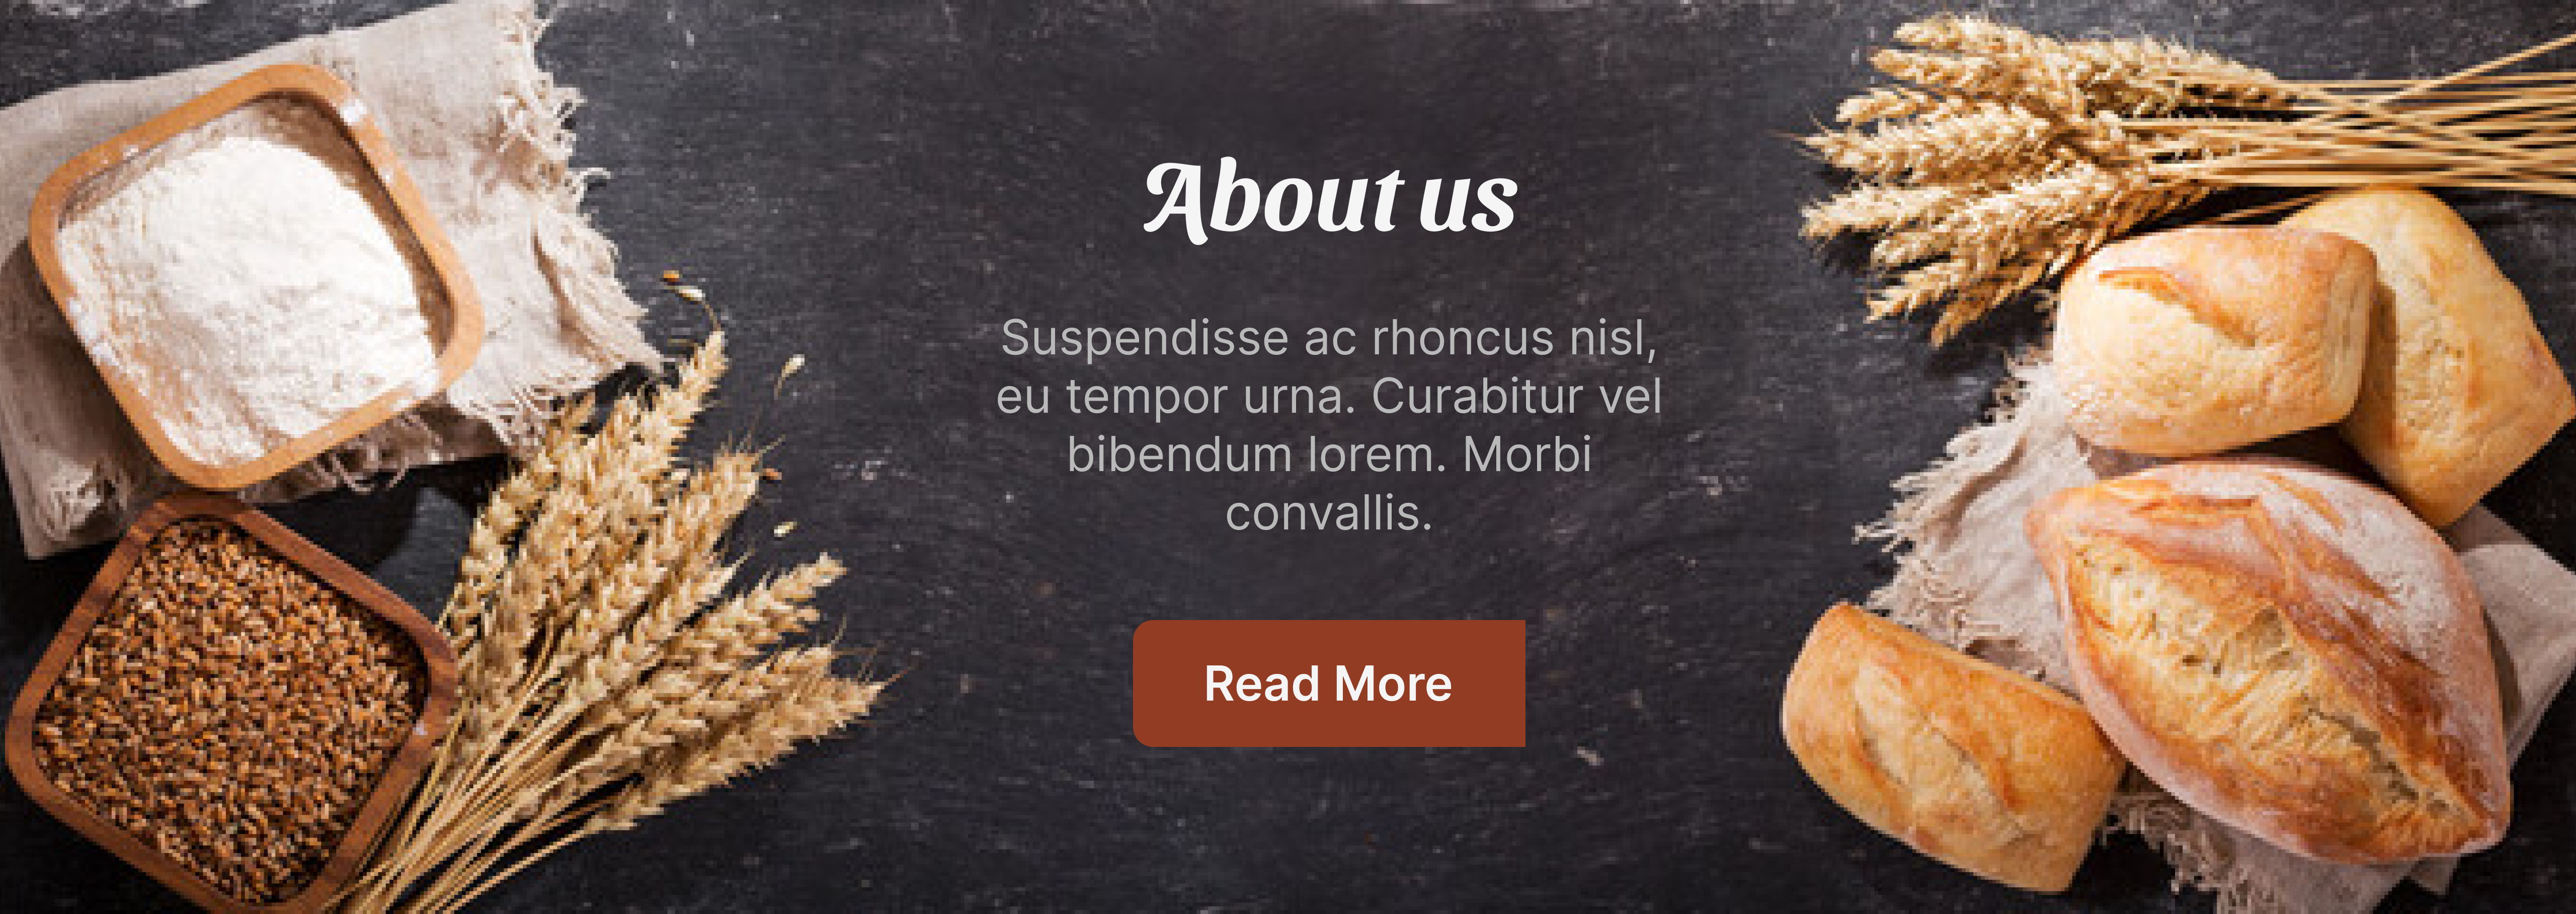 About us
Suspendisse ac rhoncus nisl,
eu tempor urna. Curabitur vel
bibendum lorem. Morbi
convallis.
Read More